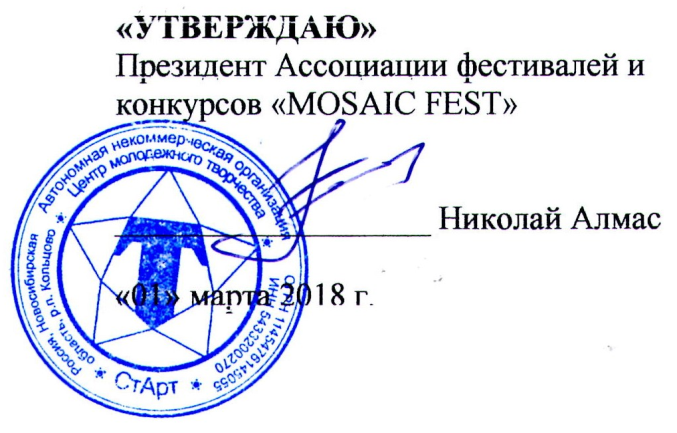 «УТВЕРЖДАЮ»
Президент Ассоциации фестивалей и
конкурсов «MOSAIC FEST»
Автономная некоммерческая организация
Центр молодежного творчества
Николай Алмас
Россия, Новосибирская
область, р.п. Кольцово
«01» марта 2018 г.
ОГРН 1145476145055
ИНН 5433200270
* СтАрт *